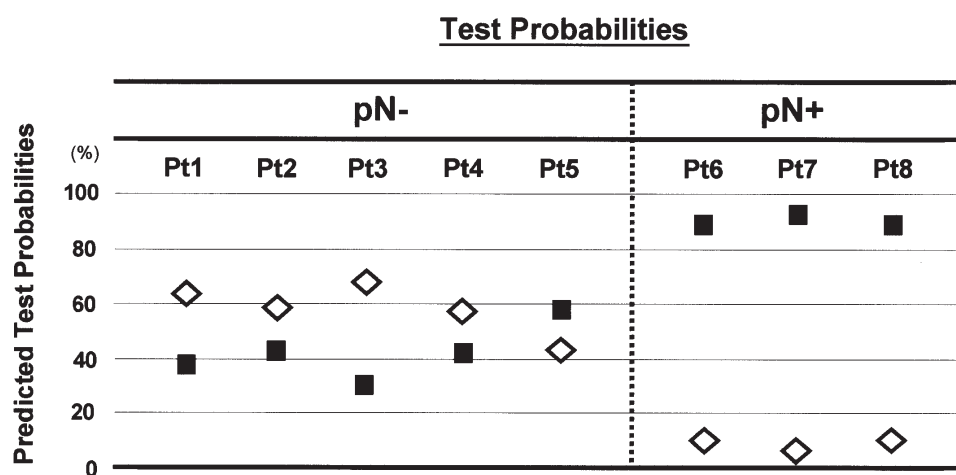 Test Probabilities
pN- pN+
(%) Pt1 Pt2 Pt3 Pt4 Pt5 Pt6 Pt7 Pt8
100
80
60
40
20
0
Predicted Test Probabilities